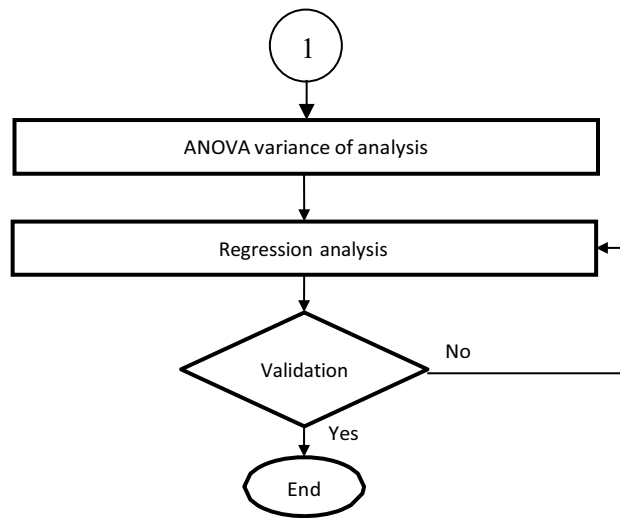 1
ANOVA variance of analysis
Regression analysis
No
Validation
Yes
End